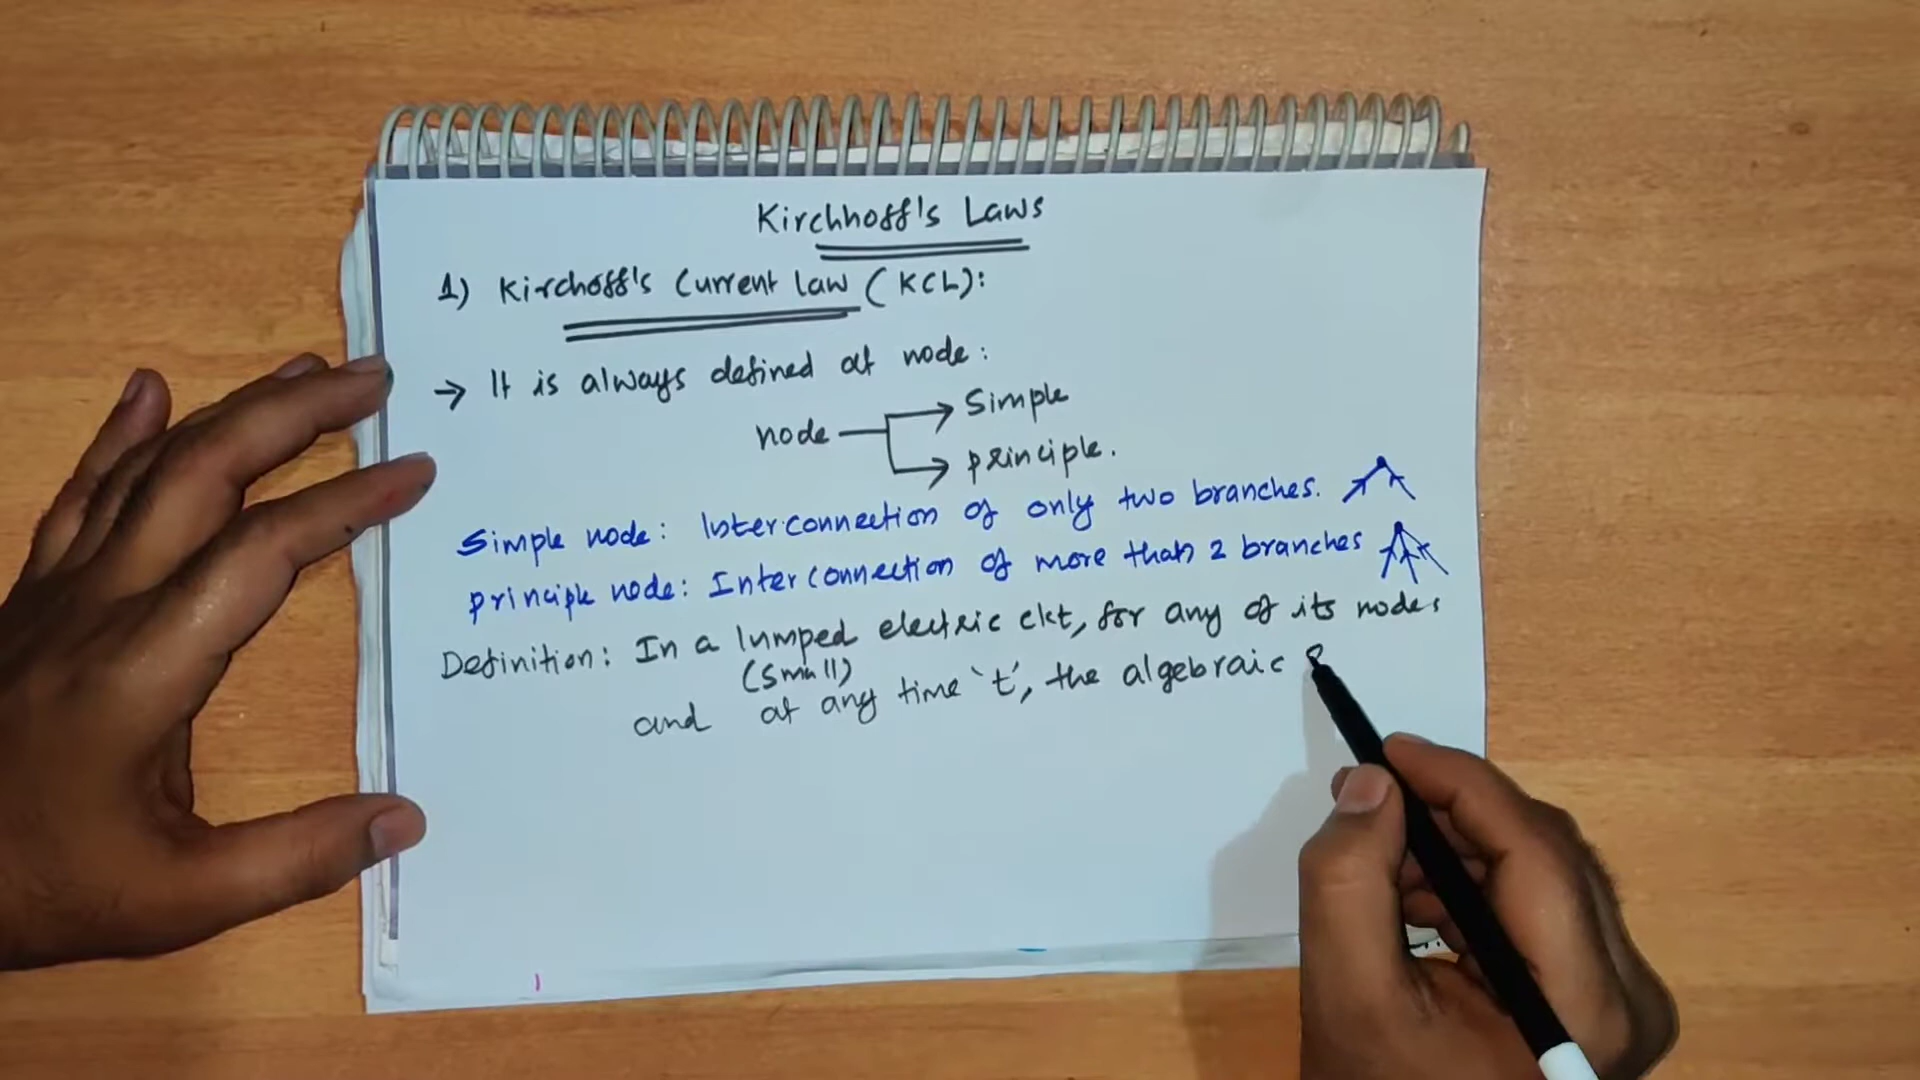 Kirchhoff's Laws
1) Kirchoff's Current law (KCL):
→ It is always defined at node:
node → Simple
→ principle.
Simple node: Interconnection of only two branches.
principle node: Interconnection of more than 2 branches
Definition: In a lumped electric ckt, for any of its nodes
(Small)
and at any time 't', the algebraic